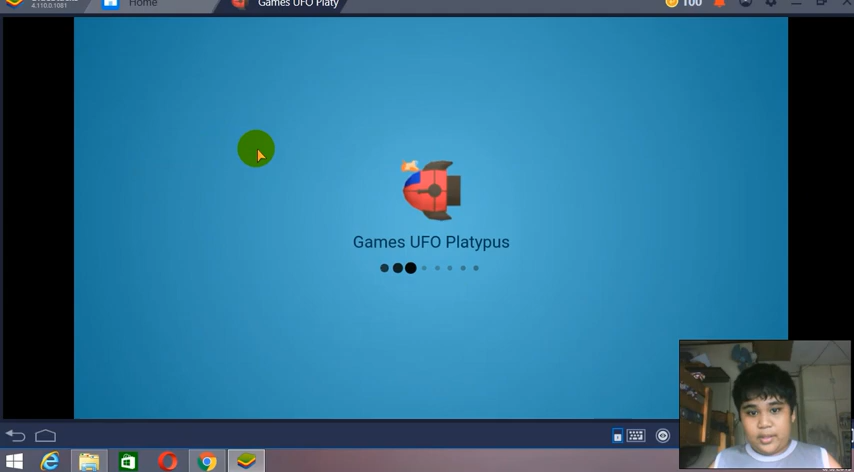 4.110.0.1081
Home
Games UFO Platy
100
Games UFO Platypus